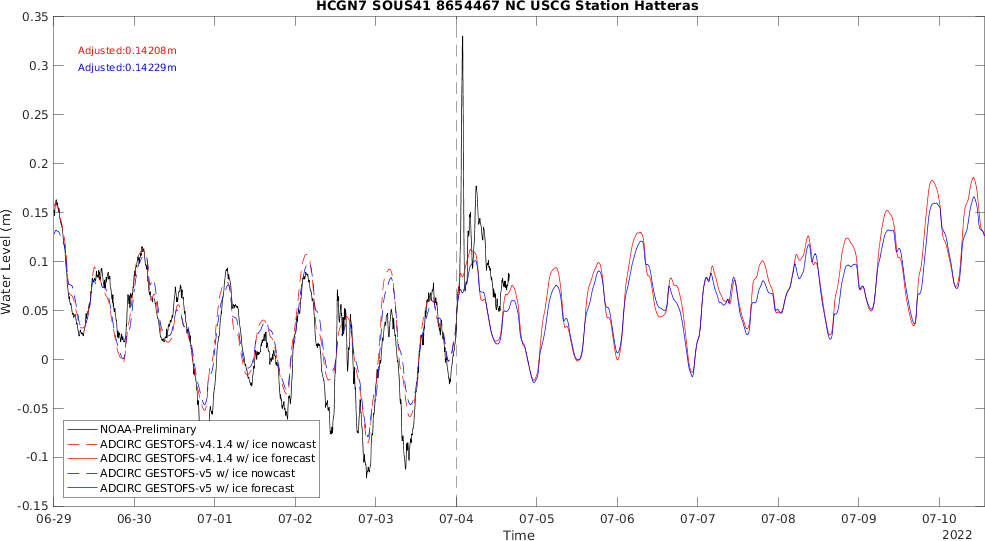 HCGN7 SOUS41 8654467 NC USCG Station Hatteras
Adjusted:0.14208m
Adjusted:0.14229m
0.35
0.3
0.25
0.2
0.15
0.1
0.05
0
-0.05
-0.1
-0.15
Water Level (m)
NOAA-Preliminary
ADCIRC GESTOFS-v4.1.4 w/ ice nowcast
ADCIRC GESTOFS-v4.1.4 w/ ice forecast
ADCIRC GESTOFS-v5 w/ ice nowcast
ADCIRC GESTOFS-v5 w/ ice forecast
06-29 06-30 07-01 07-02 07-03 07-04 07-05 07-06 07-07 07-08 07-09 07-10
Time
2022